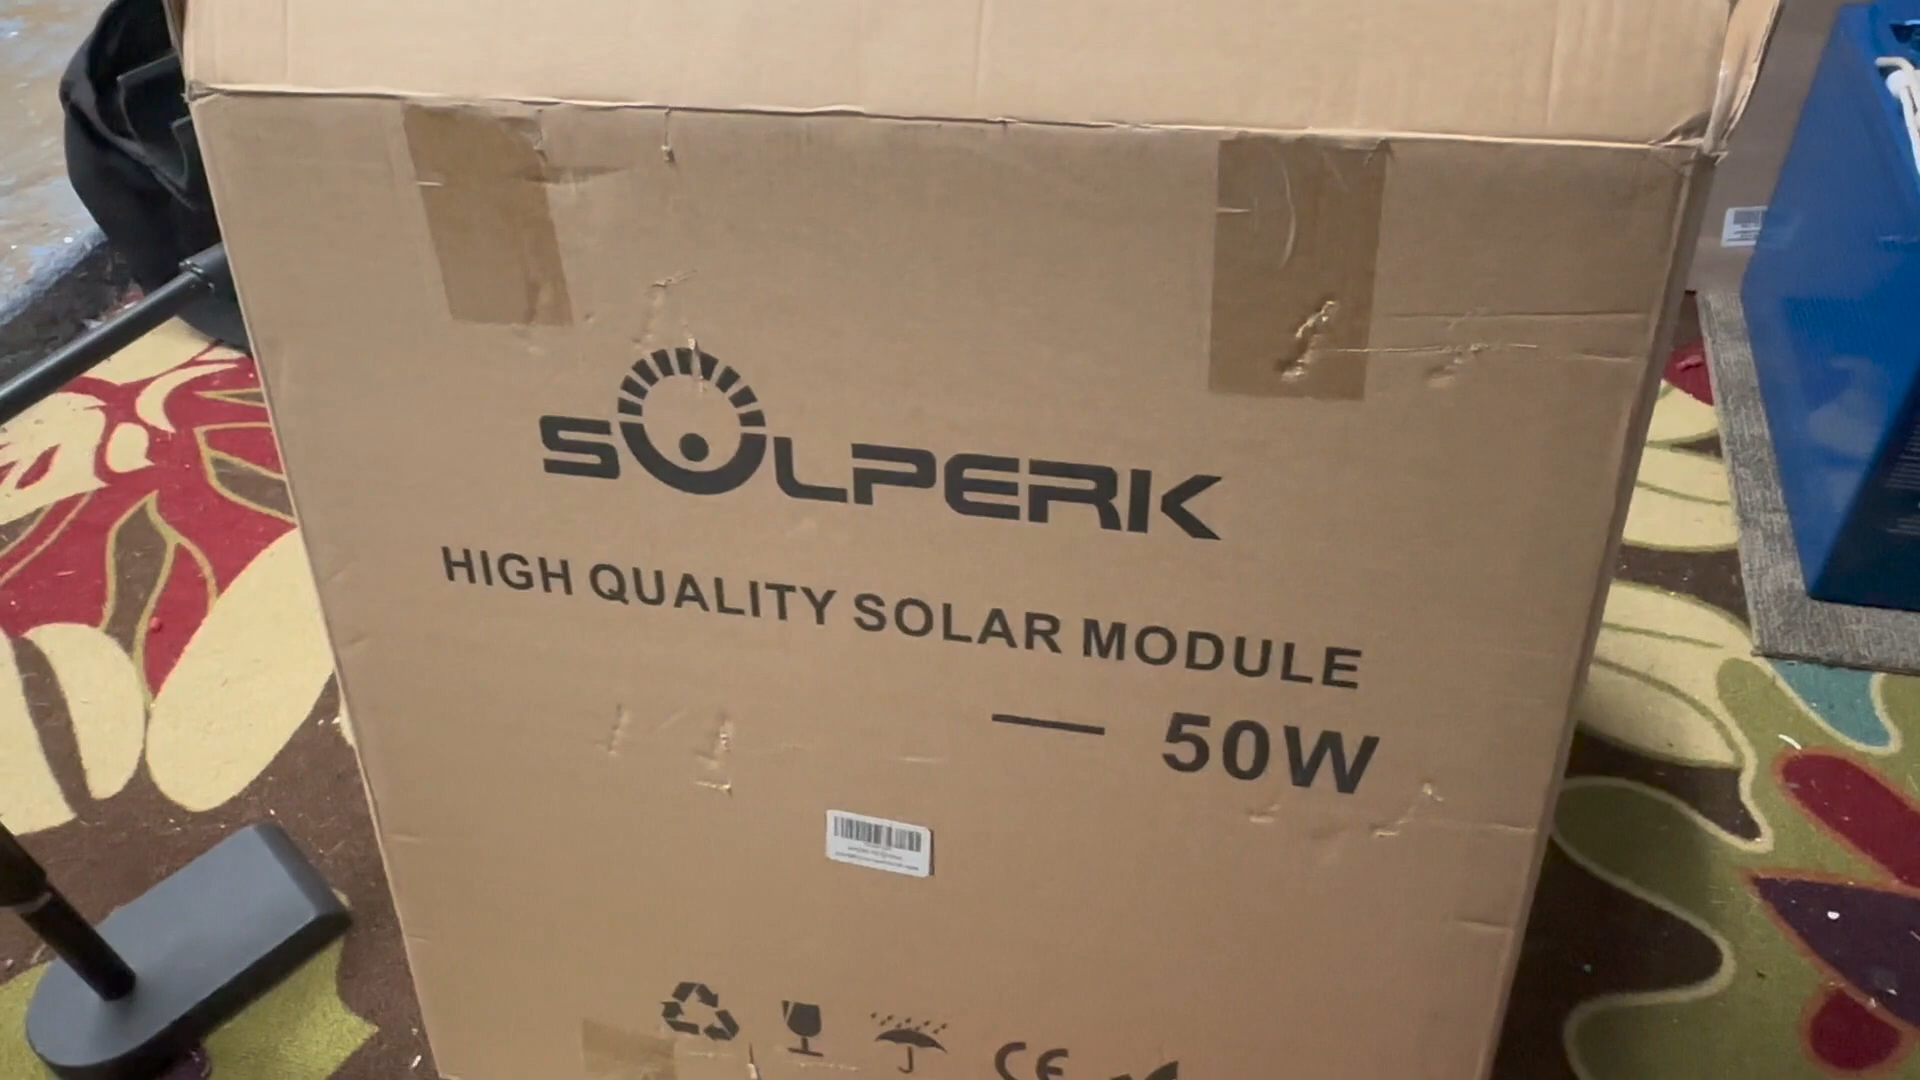 SOLPERK
HIGH QUALITY SOLAR MODULE
— 50W
CE